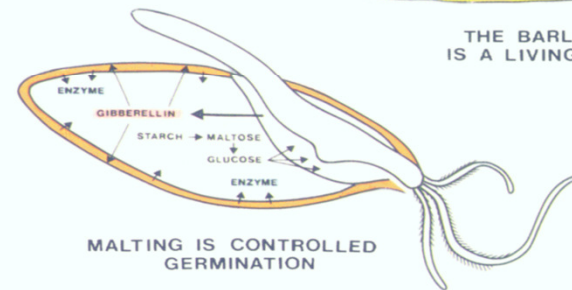 THE BARL
IS A LIVING
ENZYME
GIBBERELLIN
STARCH → MALTOSE
↓
GLUCOSE
ENZYME
MALTING IS CONTROLLED
GERMINATION